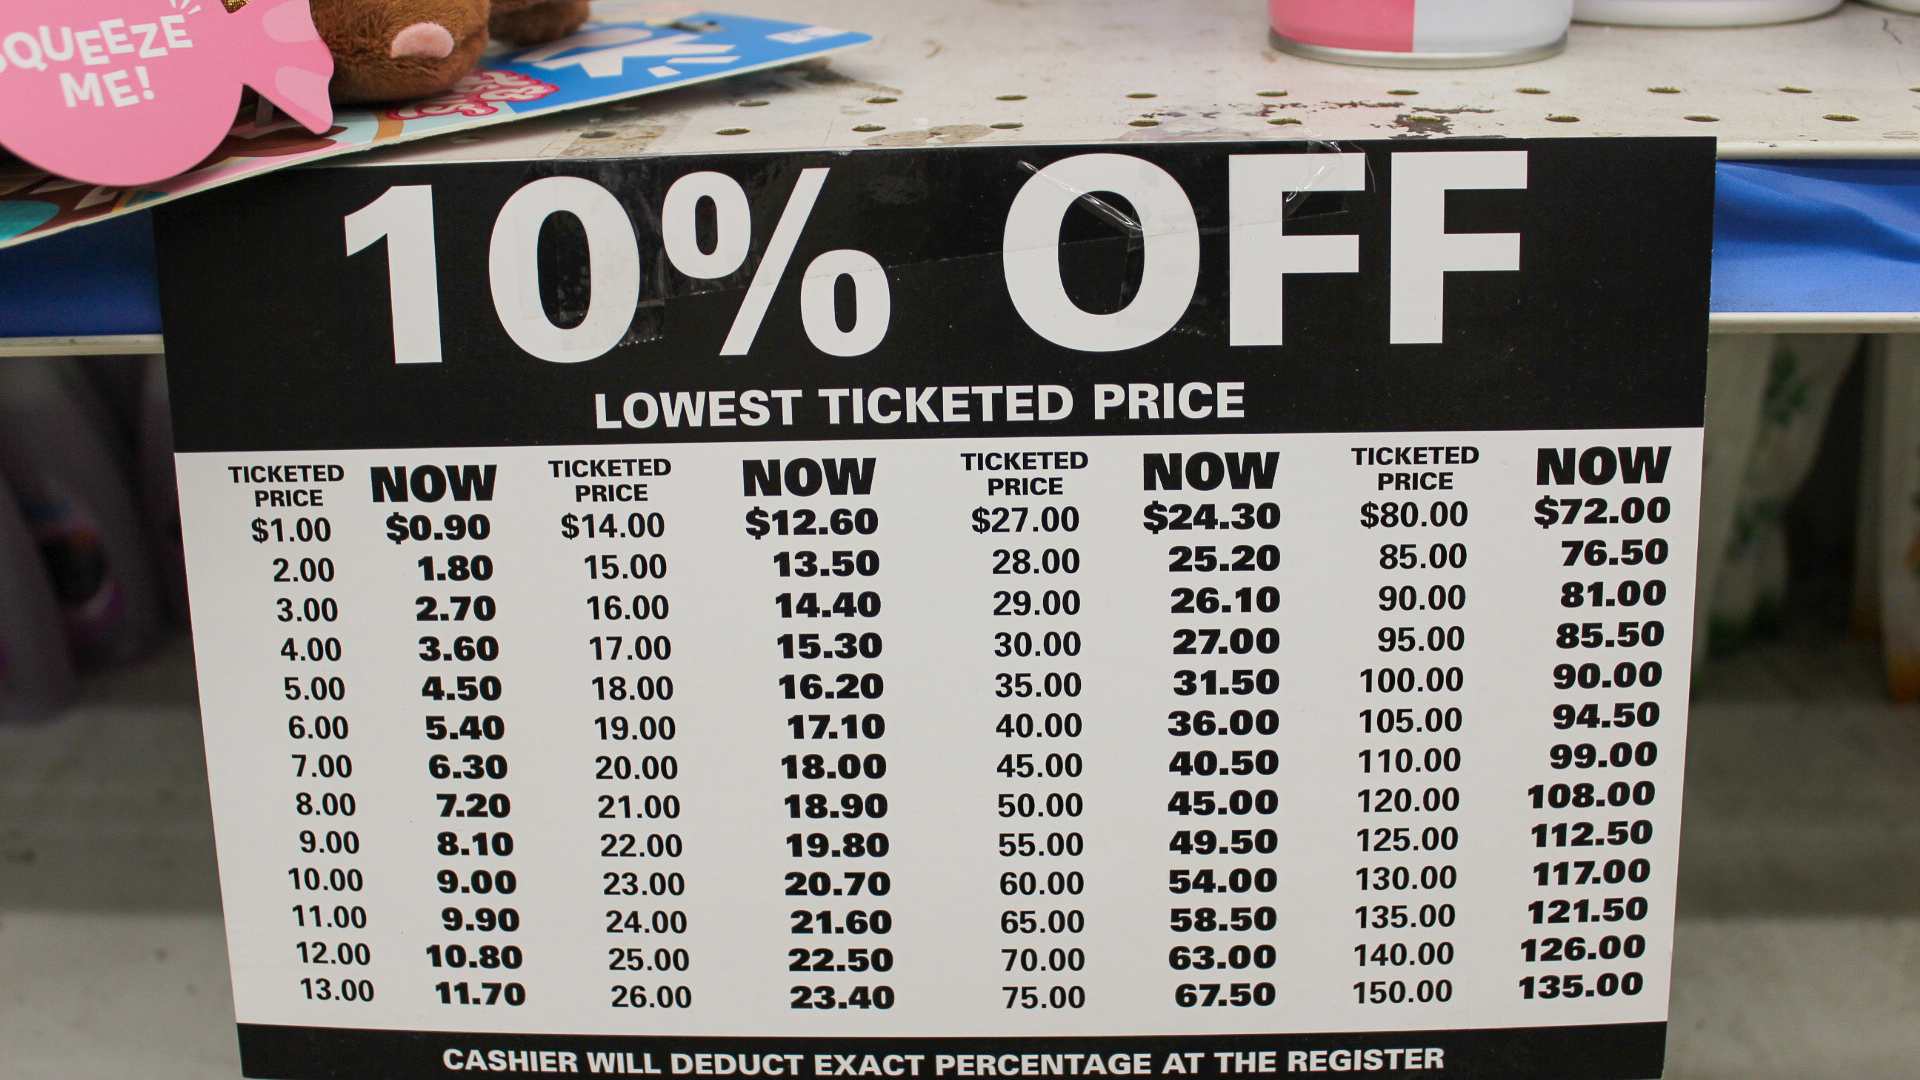 SQUEEZE
ME!
10% OFF
LOWEST TICKETED PRICE
TICKETED PRICE NOW TICKETED PRICE NOW TICKETED PRICE NOW TICKETED PRICE NOW
$1.00 $0.90 $14.00 $12.60 $27.00 $24.30 $80.00 $72.00
2.00 1.80 15.00 13.50 28.00 25.20 85.00 76.50
3.00 2.70 16.00 14.40 29.00 26.10 90.00 81.00
4.00 3.60 17.00 15.30 30.00 27.00 95.00 85.50
5.00 4.50 18.00 16.20 35.00 31.50 100.00 90.00
6.00 5.40 19.00 17.10 40.00 36.00 105.00 94.50
7.00 6.30 20.00 18.00 45.00 40.50 110.00 99.00
8.00 7.20 21.00 18.90 50.00 45.00 120.00 108.00
9.00 8.10 22.00 19.80 55.00 49.50 125.00 112.50
10.00 9.00 23.00 20.70 60.00 54.00 130.00 117.00
11.00 9.90 24.00 21.60 65.00 58.50 135.00 121.50
12.00 10.80 25.00 22.50 70.00 63.00 140.00 126.00
13.00 11.70 26.00 23.40 75.00 67.50 150.00 135.00
CASHIER WILL DEDUCT EXACT PERCENTAGE AT THE REGISTER